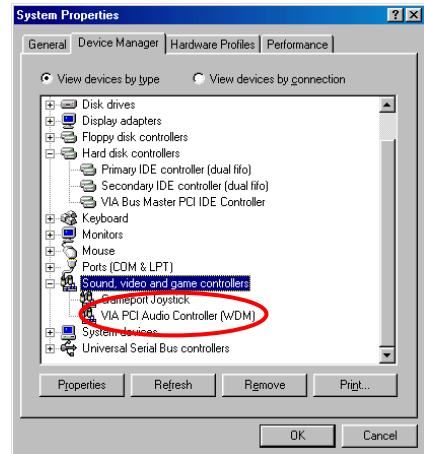 System Properties
General Device Manager Hardware Profiles Performance
View devices by type View devices by connection
Disk drives
Display adapters
Floppy disk controllers
Hard disk controllers
Primary IDE controller (dual fifo)
Secondary IDE controller (dual fifo)
VIA Bus Master PCI IDE Controller
Keyboard
Monitors
Mouse
Ports (COM & LPT)
Sound, video and game controllers
Gameport Joystick
VIA PCI Audio Controller (WDM)
System devices
Universal Serial Bus controllers
Properties Refresh Remove Print...
OK Cancel